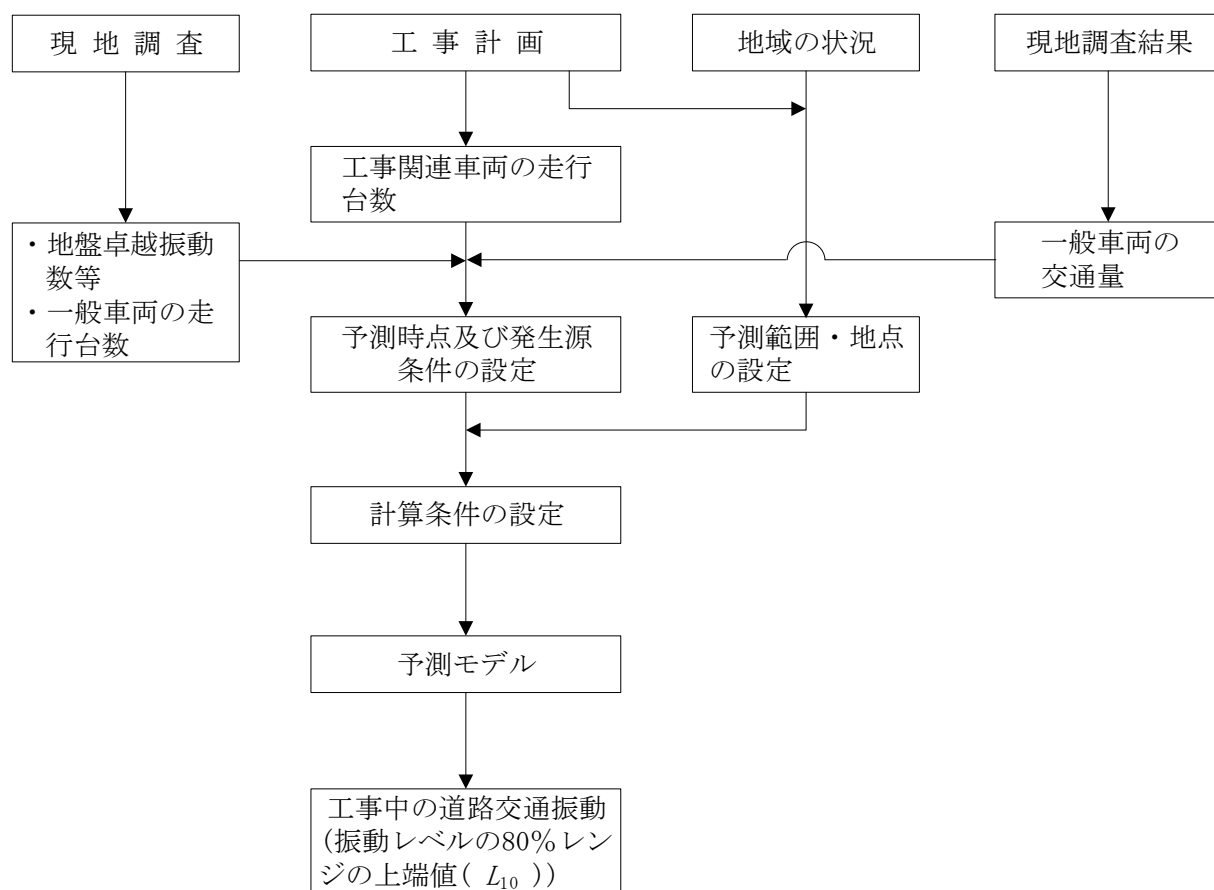 現 地 調 査
工 事 計 画
地域の状況
現地調査結果
工事関連車両の走行
台数
・地盤卓越振動
数等
・一般車両の走
行台数
一般車両の
交通量
予測時点及び発生源
条件の設定
予測範囲・地点
の設定
計算条件の設定
予測モデル
工事中の道路交通振動
(振動レベルの80%レン
ジの上端値( L10 ))